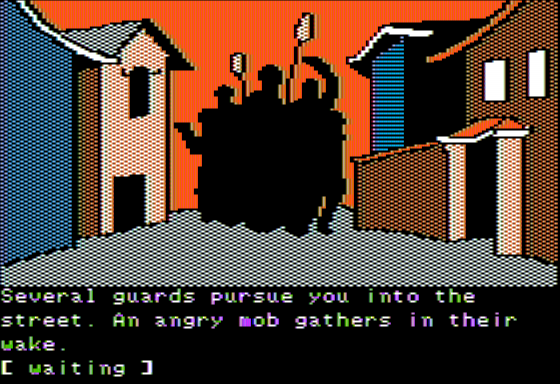 Several guards pursue you into the
street. An angry mob gathers in their
wake.
[ waiting ]